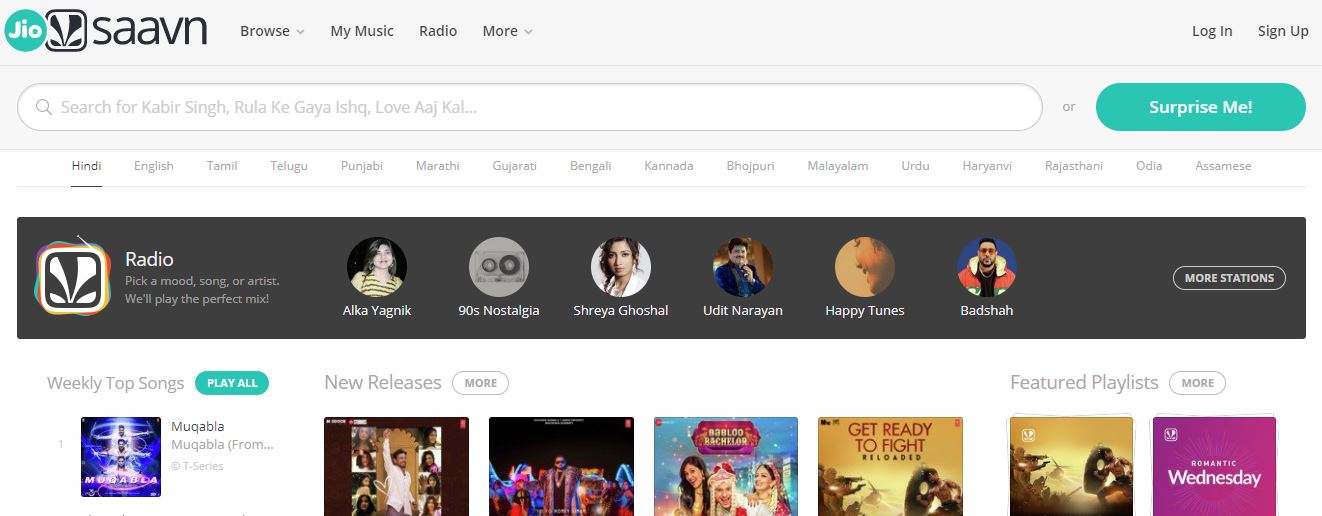 Jio saavn Browse My Music Radio More Log In Sign Up
Search for Kabir Singh, Rula Ke Gaya Ishq, Love Aaj Kal... or Surprise Me!
Hindi English Tamil Telugu Punjabi Marathi Gujarati Bengali Kannada Bhojpuri Malayalam Urdu Haryanvi Rajasthani Odia Assamese
Radio
Pick a mood, song, or artist.
We'll play the perfect mix!
Alka Yagnik 90s Nostalgia Shreya Ghoshal Udit Narayan Happy Tunes Badshah
MORE STATIONS
Weekly Top Songs PLAY ALL
1
MUQABLA
Muqabla
Muqabla (From...
© T-Series
New Releases MORE
BABLOO
BACHELOR
GET READY
TO FIGHT
RELOADED
Featured Playlists MORE
ROMANTIC
Wednesday